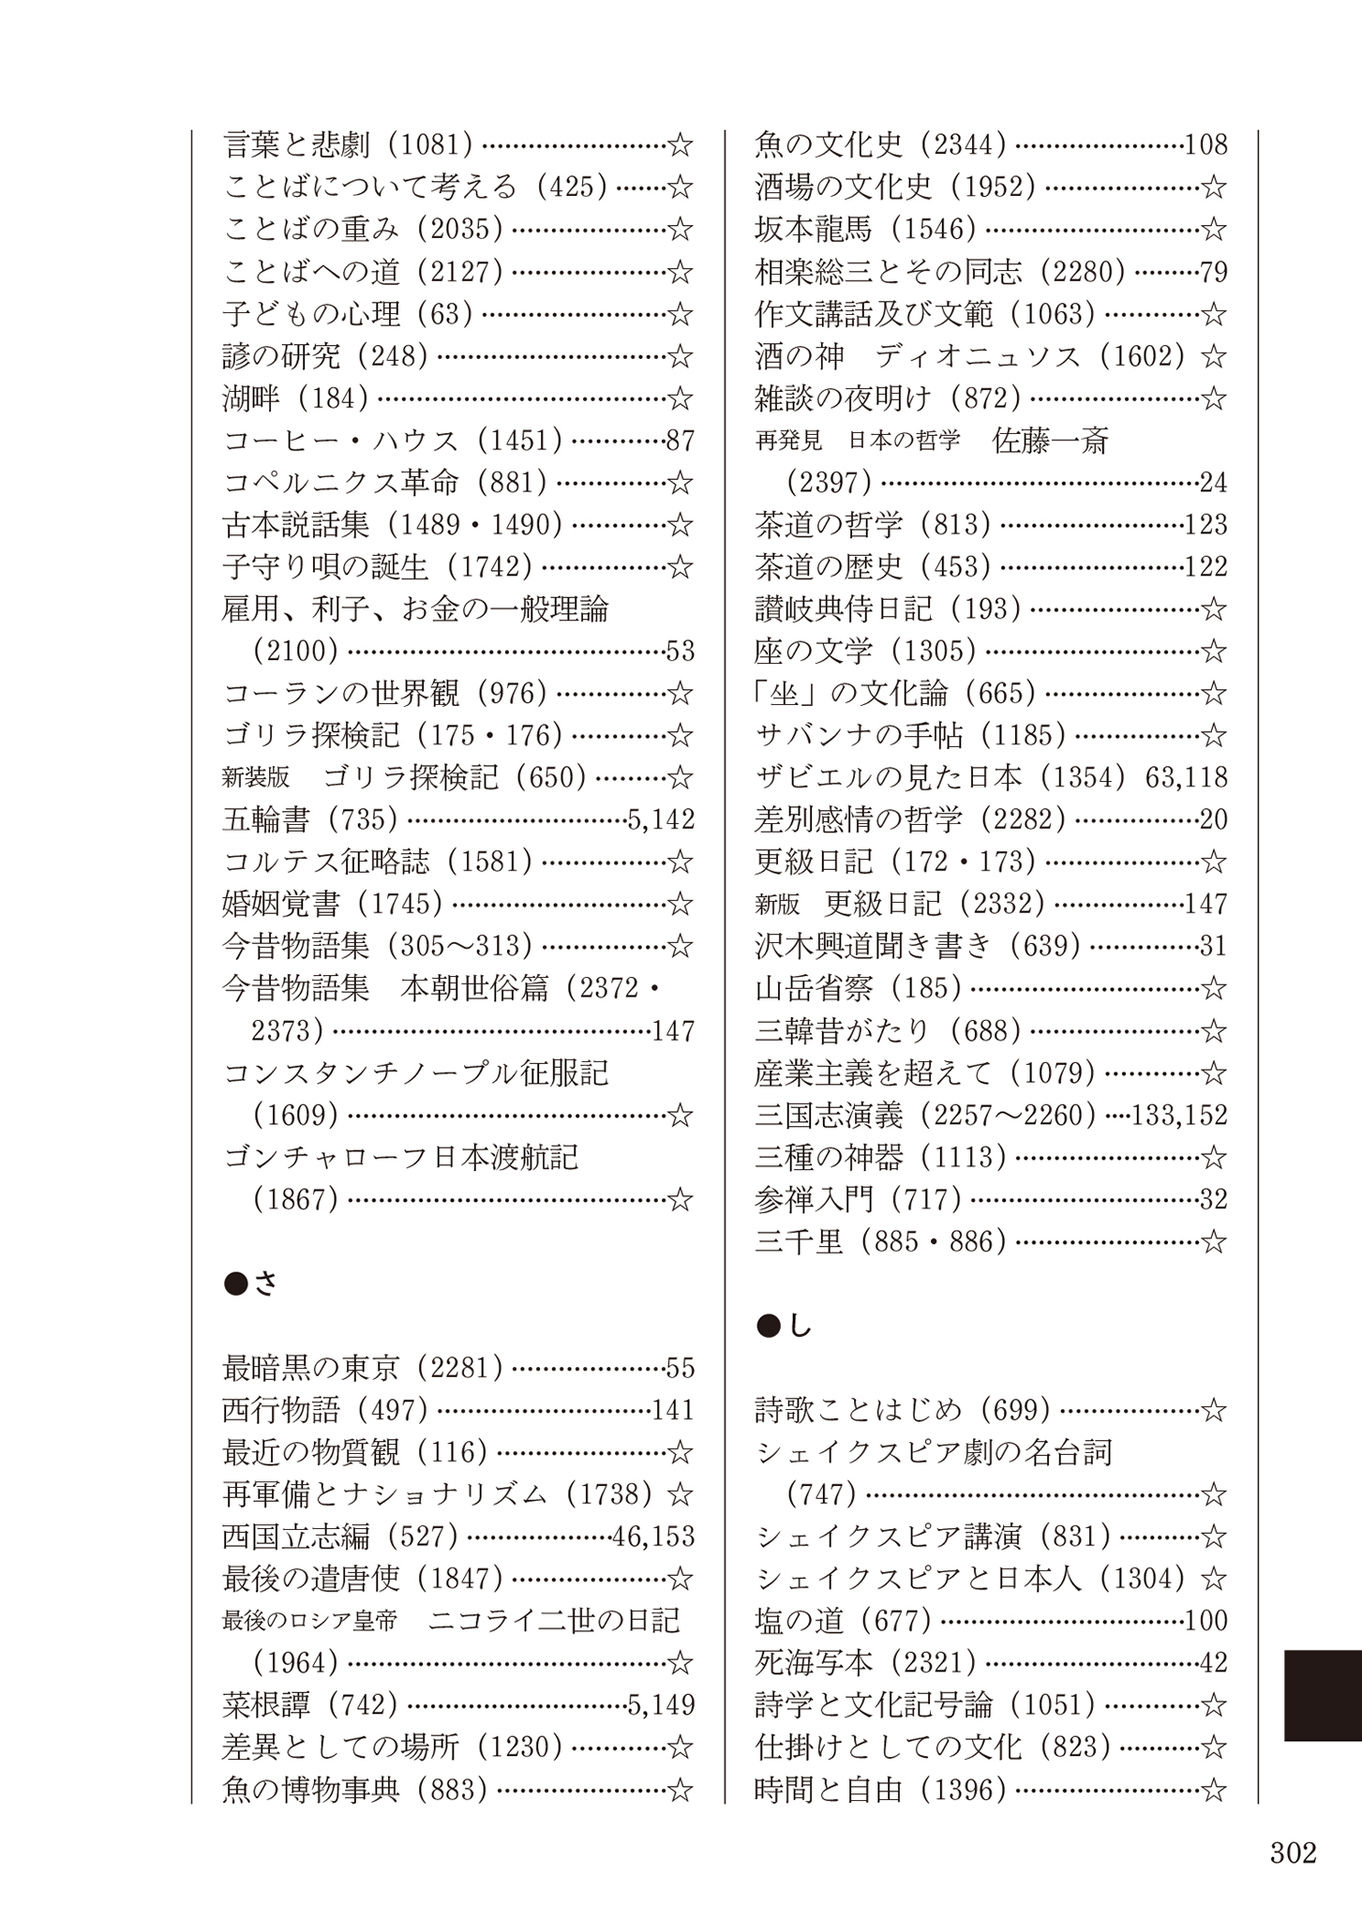 言葉と悲劇（1081）……………………☆
ことばについて考える（425）……☆
ことばの重み（2035）………………☆
ことばへの道（2127）………………☆
子どもの心理（63）…………………☆
諺の研究（248）………………………☆
湖畔（184）……………………………☆
コーヒー・ハウス（1451）…………87
コペルニクス革命（881）……………☆
古本説話集（1489・1490）…………☆
子守り唄の誕生（1742）……………☆
雇用、利子、お金の一般理論
（2100）…………………………………53
コーランの世界観（976）……………☆
ゴリラ探検記（175・176）…………☆
新装版　ゴリラ探検記（650）………☆
五輪書（735）………………………5,142
コルテス征略誌（1581）……………☆
婚姻覚書（1745）……………………☆
今昔物語集（305〜313）……………☆
今昔物語集　本朝世俗篇（2372・
2373）…………………………………147
コンスタンチノープル征服記
（1609）…………………………………☆
ゴンチャローフ日本渡航記
（1867）…………………………………☆
●さ
最暗黒の東京（2281）………………55
西行物語（497）……………………141
最近の物質観（116）…………………☆
再軍備とナショナリズム（1738）☆
西国立志編（527）………………46,153
最後の遣唐使（1847）………………☆
最後のロシア皇帝　ニコライ二世の日記
（1964）…………………………………☆
菜根譚（742）………………………5,149
差異としての場所（1230）…………☆
魚の博物事典（883）…………………☆
魚の文化史（2344）…………………108
酒場の文化史（1952）………………☆
坂本龍馬（1546）……………………☆
相楽総三とその同志（2280）………79
作文講話及び文範（1063）…………☆
酒の神　ディオニュソス（1602）☆
雑談の夜明け（872）…………………☆
再発見　日本の哲学　佐藤一斎
（2397）…………………………………24
茶道の哲学（813）…………………123
茶道の歴史（453）…………………122
讃岐典侍日記（193）…………………☆
座の文学（1305）……………………☆
「坐」の文化論（665）………………☆
サバンナの手帖（1185）……………☆
ザビエルの見た日本（1354）63,118
差別感情の哲学（2282）……………20
更級日記（172・173）………………☆
新版　更級日記（2332）……………147
沢木興道聞き書き（639）…………31
山岳省察（185）………………………☆
三韓昔がたり（688）…………………☆
産業主義を超えて（1079）…………☆
三国志演義（2257〜2260）…133,152
三種の神器（1113）…………………☆
参禅入門（717）………………………32
三千里（885・886）…………………☆
●し
詩歌ことはじめ（699）………………☆
シェイクスピア劇の名台詞
（747）…………………………………☆
シェイクスピア講演（831）…………☆
シェイクスピアと日本人（1304）☆
塩の道（677）………………………100
死海写本（2321）……………………42
詩学と文化記号論（1051）…………☆
仕掛けとしての文化（823）…………☆
時間と自由（1396）…………………☆
302